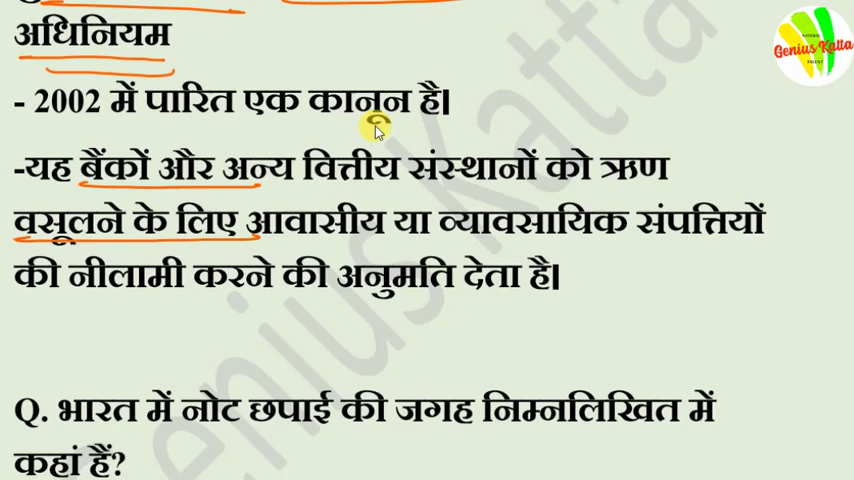 अधिनियम
- 2002 में पारित एक कानून है।
-यह बैंकों और अन्य वित्तीय संस्थानों को ऋण
वसूलने के लिए आवासीय या व्यावसायिक संपत्तियों
की नीलामी करने की अनुमति देता है।
Q. भारत में नोट छपाई की जगह निम्नलिखित में
कहां हैं?
Genius Katta